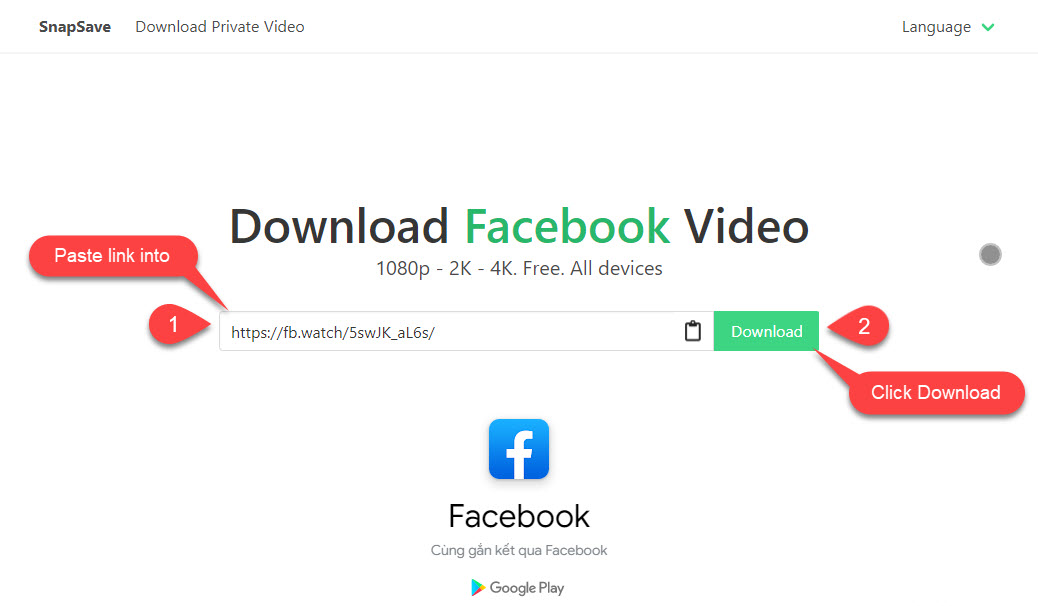 SnapSave Download Private Video Language
Download Facebook Video
1080p - 2K - 4K. Free. All devices
Paste link into
1
https://fb.watch/5swJK_aL6s/
Download
2
Click Download
Facebook
Cùng gắn kết qua Facebook
Google Play